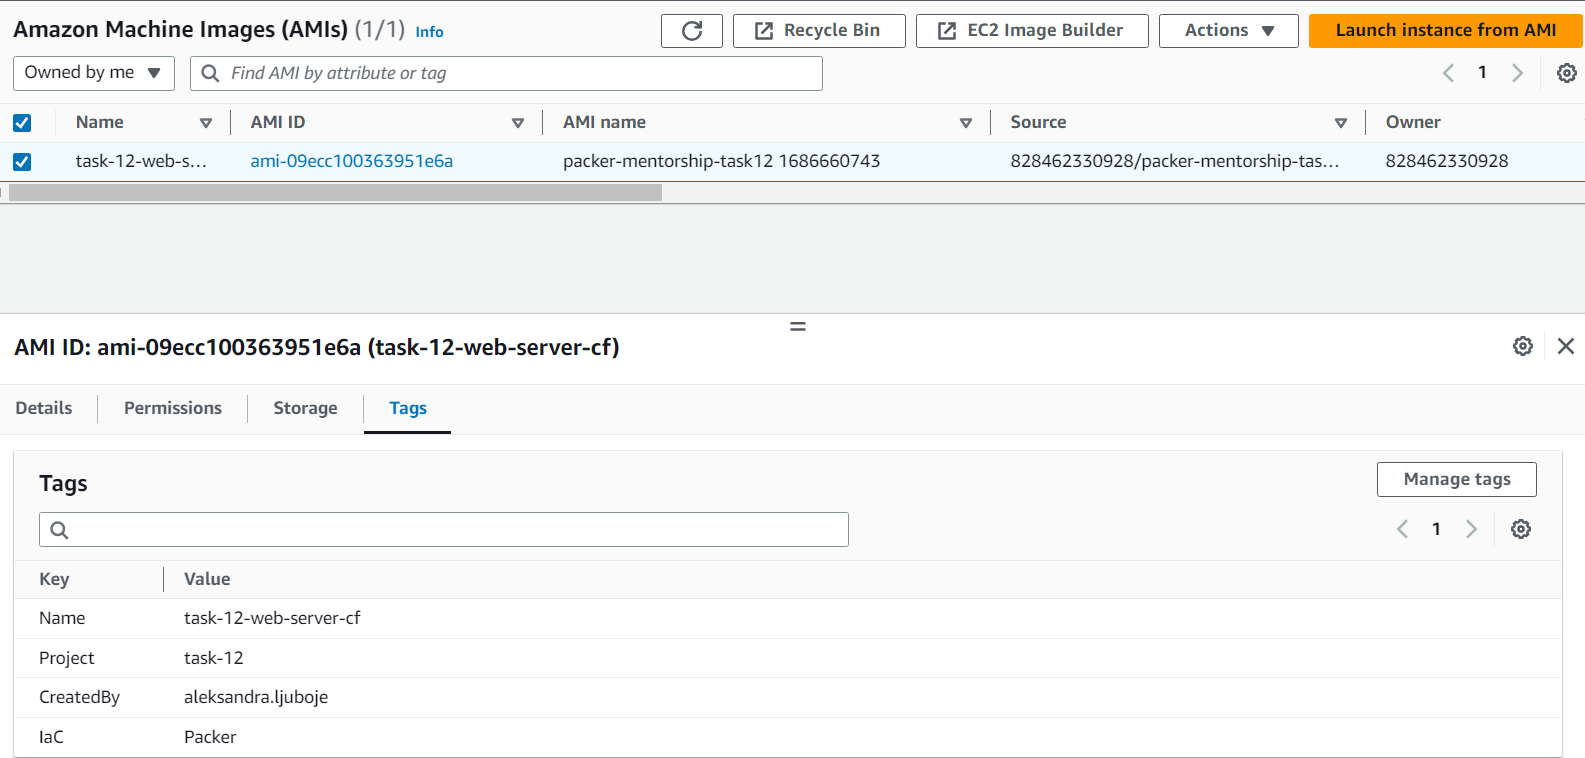 Amazon Machine Images (AMIs) (1/1) Info
Recycle Bin
EC2 Image Builder
Actions
Launch instance from AMI
Owned by me
Find AMI by attribute or tag
1
Name AMI ID AMI name Source Owner
task-12-web-s... ami-09ecc100363951e6a packer-mentorship-task12 1686660743 828462330928/packer-mentorship-tas... 828462330928
AMI ID: ami-09ecc100363951e6a (task-12-web-server-cf)
Details Permissions Storage Tags
Tags
Manage tags
1
Key Value
Name task-12-web-server-cf
Project task-12
CreatedBy aleksandra.ljuboje
IaC Packer